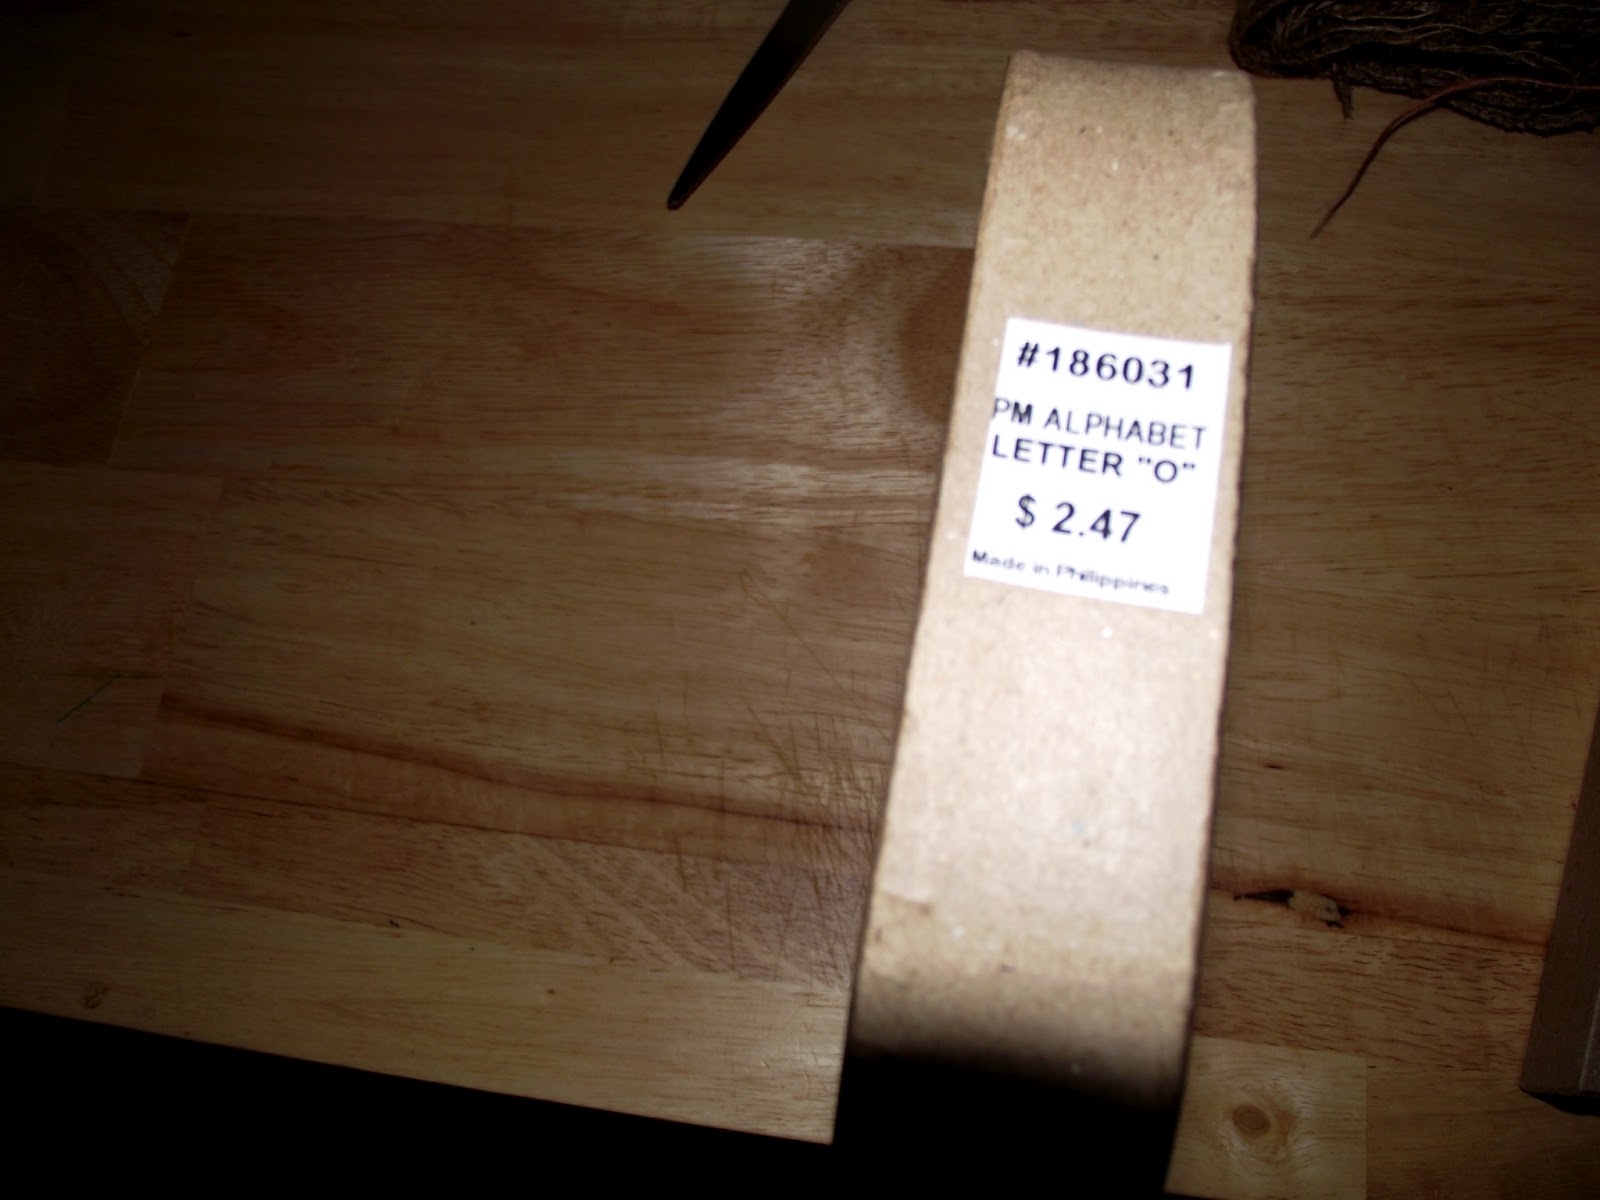 #186031
PM ALPHABET
LETTER "O"
$ 2.47
Made in Philippines